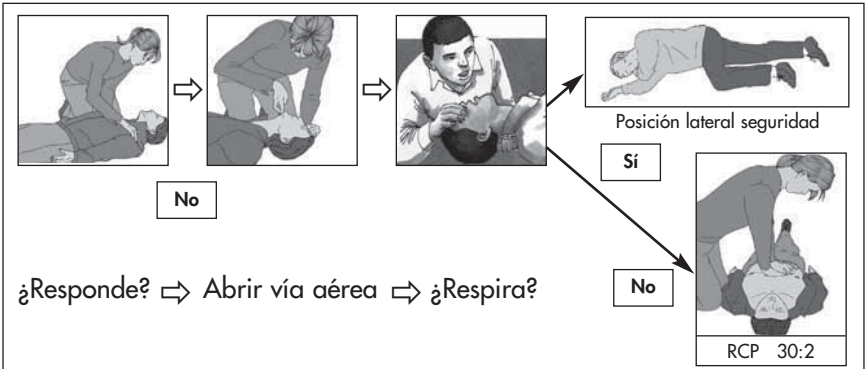 Posición lateral seguridad
Sí
No
¿Responde? ⇨ Abrir vía aérea ⇨ ¿Respira?
No
RCP 30:2